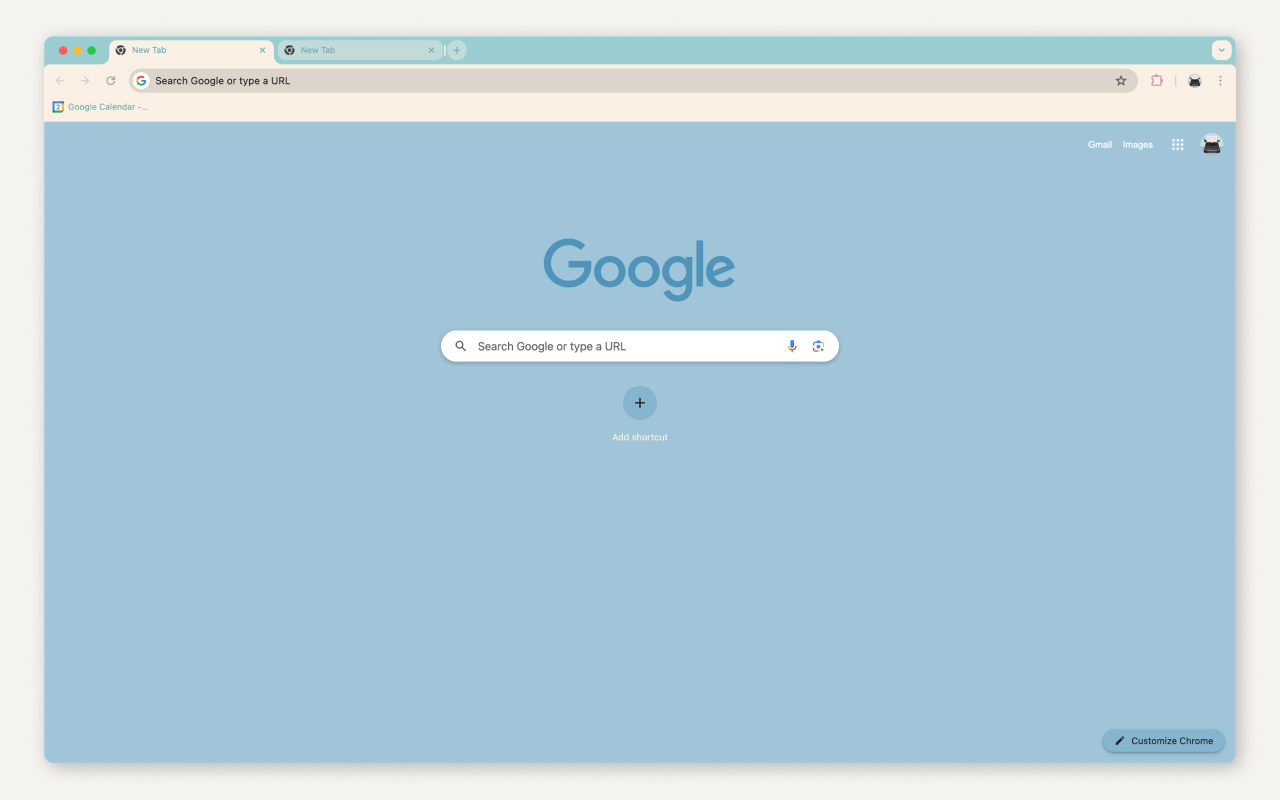 New Tab
New Tab
Search Google or type a URL
Google Calendar -...
Gmail Images
Google
Search Google or type a URL
Add shortcut
Customize Chrome